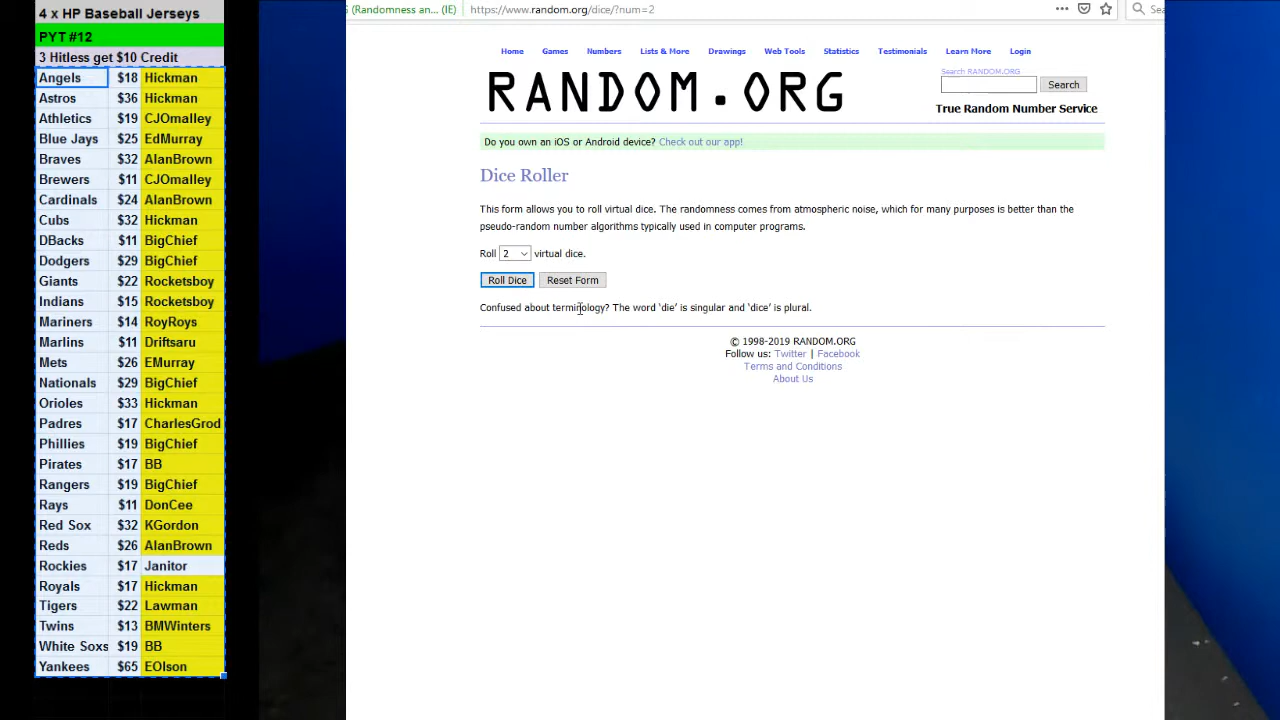 4 x HP Baseball Jerseys
PYT #12
3 Hitless get $10 Credit
Angels $18 Hickman
Astros $36 Hickman
Athletics $19 CJOmalley
Blue Jays $25 EdMurray
Braves $32 AlanBrown
Brewers $11 CJOmalley
Cardinals $24 AlanBrown
Cubs $32 Hickman
DBacks $11 BigChief
Dodgers $29 BigChief
Giants $22 Rocketsboy
Indians $15 Rocketsboy
Mariners $14 RoyRoys
Marlins $11 Driftsaru
Mets $26 EMurray
Nationals $29 BigChief
Orioles $33 Hickman
Padres $17 CharlesGrod
Phillies $19 BigChief
Pirates $17 BB
Rangers $19 BigChief
Rays $11 DonCee
Red Sox $32 KGordon
Reds $26 AlanBrown
Rockies $17 Janitor
Royals $17 Hickman
Tigers $22 Lawman
Twins $13 BMWinters
White Soxs $19 BB
Yankees $65 EOlson
(Randomness an... (IE) https://www.random.org/dice/?num=2
Home Games Numbers Lists & More Drawings Web Tools Statistics Testimonials Learn More Login
RANDOM.ORG
Search RANDOM.ORG
Search
True Random Number Service
Do you own an iOS or Android device? Check out our app!
Dice Roller
This form allows you to roll virtual dice. The randomness comes from atmospheric noise, which for many purposes is better than the
pseudo-random number algorithms typically used in computer programs.
Roll 2 virtual dice.
Roll Dice Reset Form
Confused about terminology? The word 'die' is singular and 'dice' is plural.
© 1998-2019 RANDOM.ORG
Follow us: Twitter | Facebook
Terms and Conditions
About Us